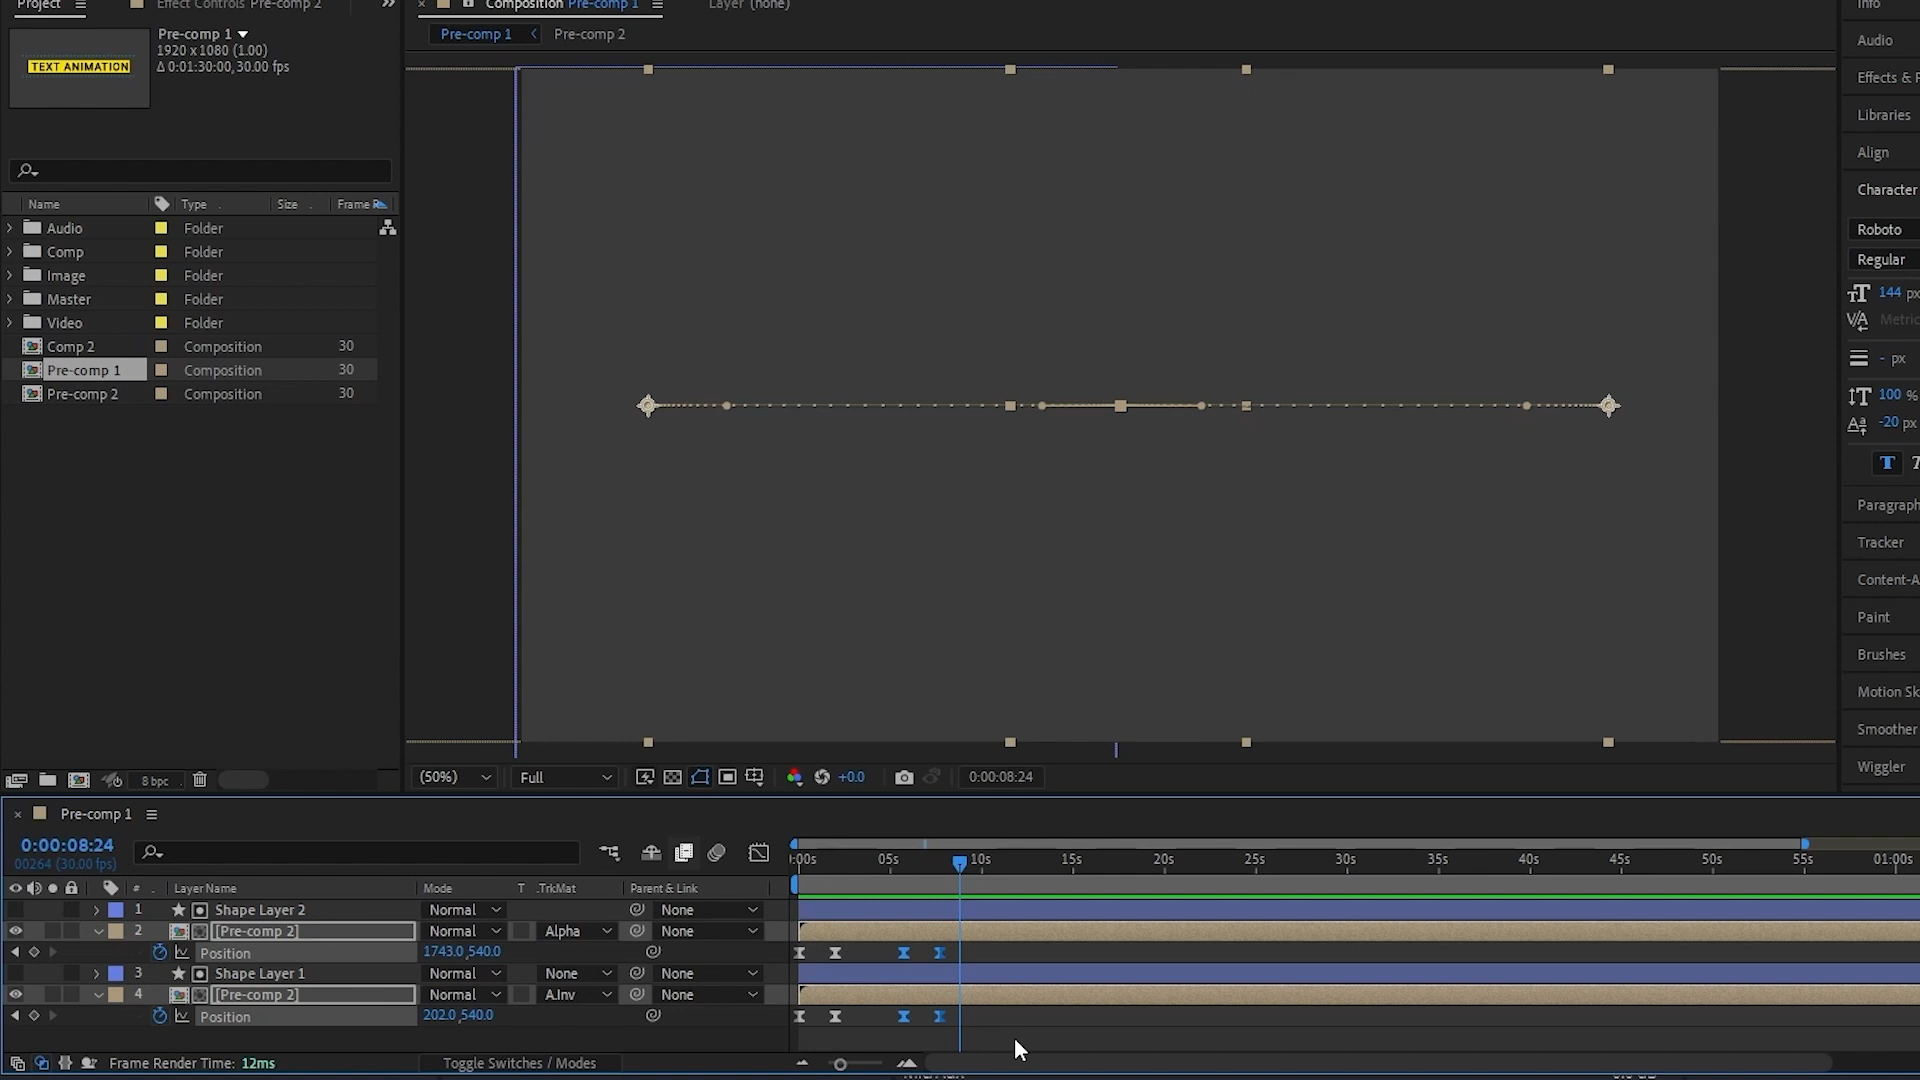 Project
Effect Controls Pre-comp 2
Composition Pre-comp 1
Layer (none)
Info
Pre-comp 1
1920 x 1080 (1.00)
Δ 0:01:30:00, 30.00 fps
TEXT ANIMATION
Pre-comp 1
Pre-comp 2
Audio
Effects & P
Libraries
Align
Character
Roboto
Regular
144 px
Metric
- px
100 %
-20 px
T
Paragraph
Tracker
Content-A
Paint
Brushes
Motion Sk
Smoother
Wiggler
Name Type Size Frame R
Audio Folder
Comp Folder
Image Folder
Master Folder
Video Folder
Comp 2 Composition 30
Pre-comp 1 Composition 30
Pre-comp 2 Composition 30
8 bpc
(50%) Full +0.0 0:00:08:24
Pre-comp 1
0:00:08:24
00264 (30.00 fps)
:00s 05s 10s 15s 20s 25s 30s 35s 40s 45s 50s 55s 01:00s
# Layer Name Mode T .TrkMat Parent & Link
1 Shape Layer 2 Normal None
2 [Pre-comp 2] Normal Alpha None
Position 1743.0,540.0
3 Shape Layer 1 Normal None None
4 [Pre-comp 2] Normal A.Inv None
Position 202.0,540.0
Frame Render Time: 12ms
Toggle Switches / Modes